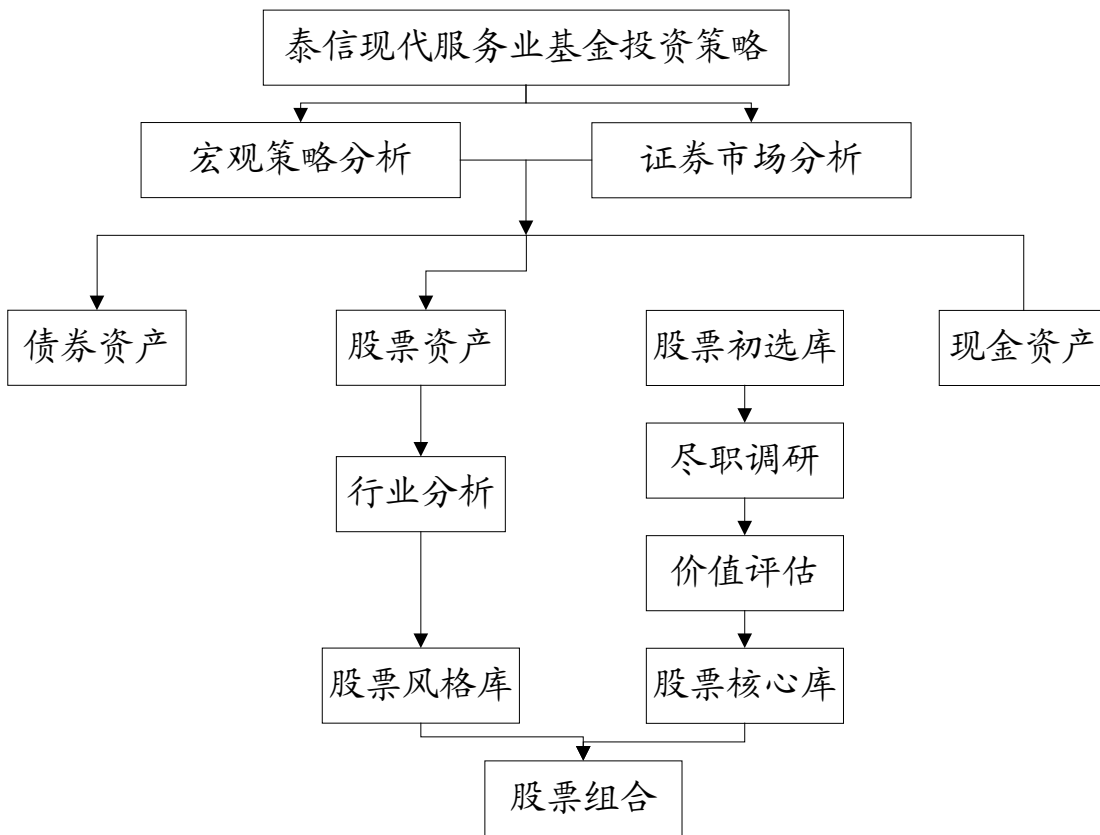 泰信现代服务业基金投资策略
宏观策略分析
证券市场分析
债券资产
股票资产
股票初选库
现金资产
尽职调研
行业分析
价值评估
股票风格库
股票核心库
股票组合